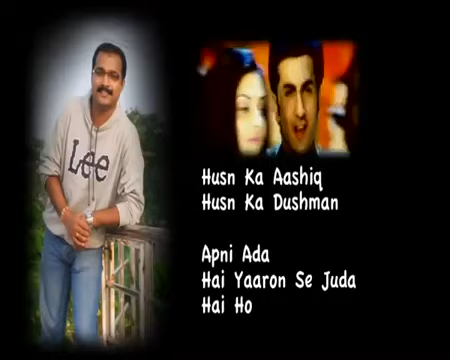 Lee
Husn Ka Aashiq
Husn Ka Dushman
Apni Ada
Hai Yaaron Se Juda
Hai Ho